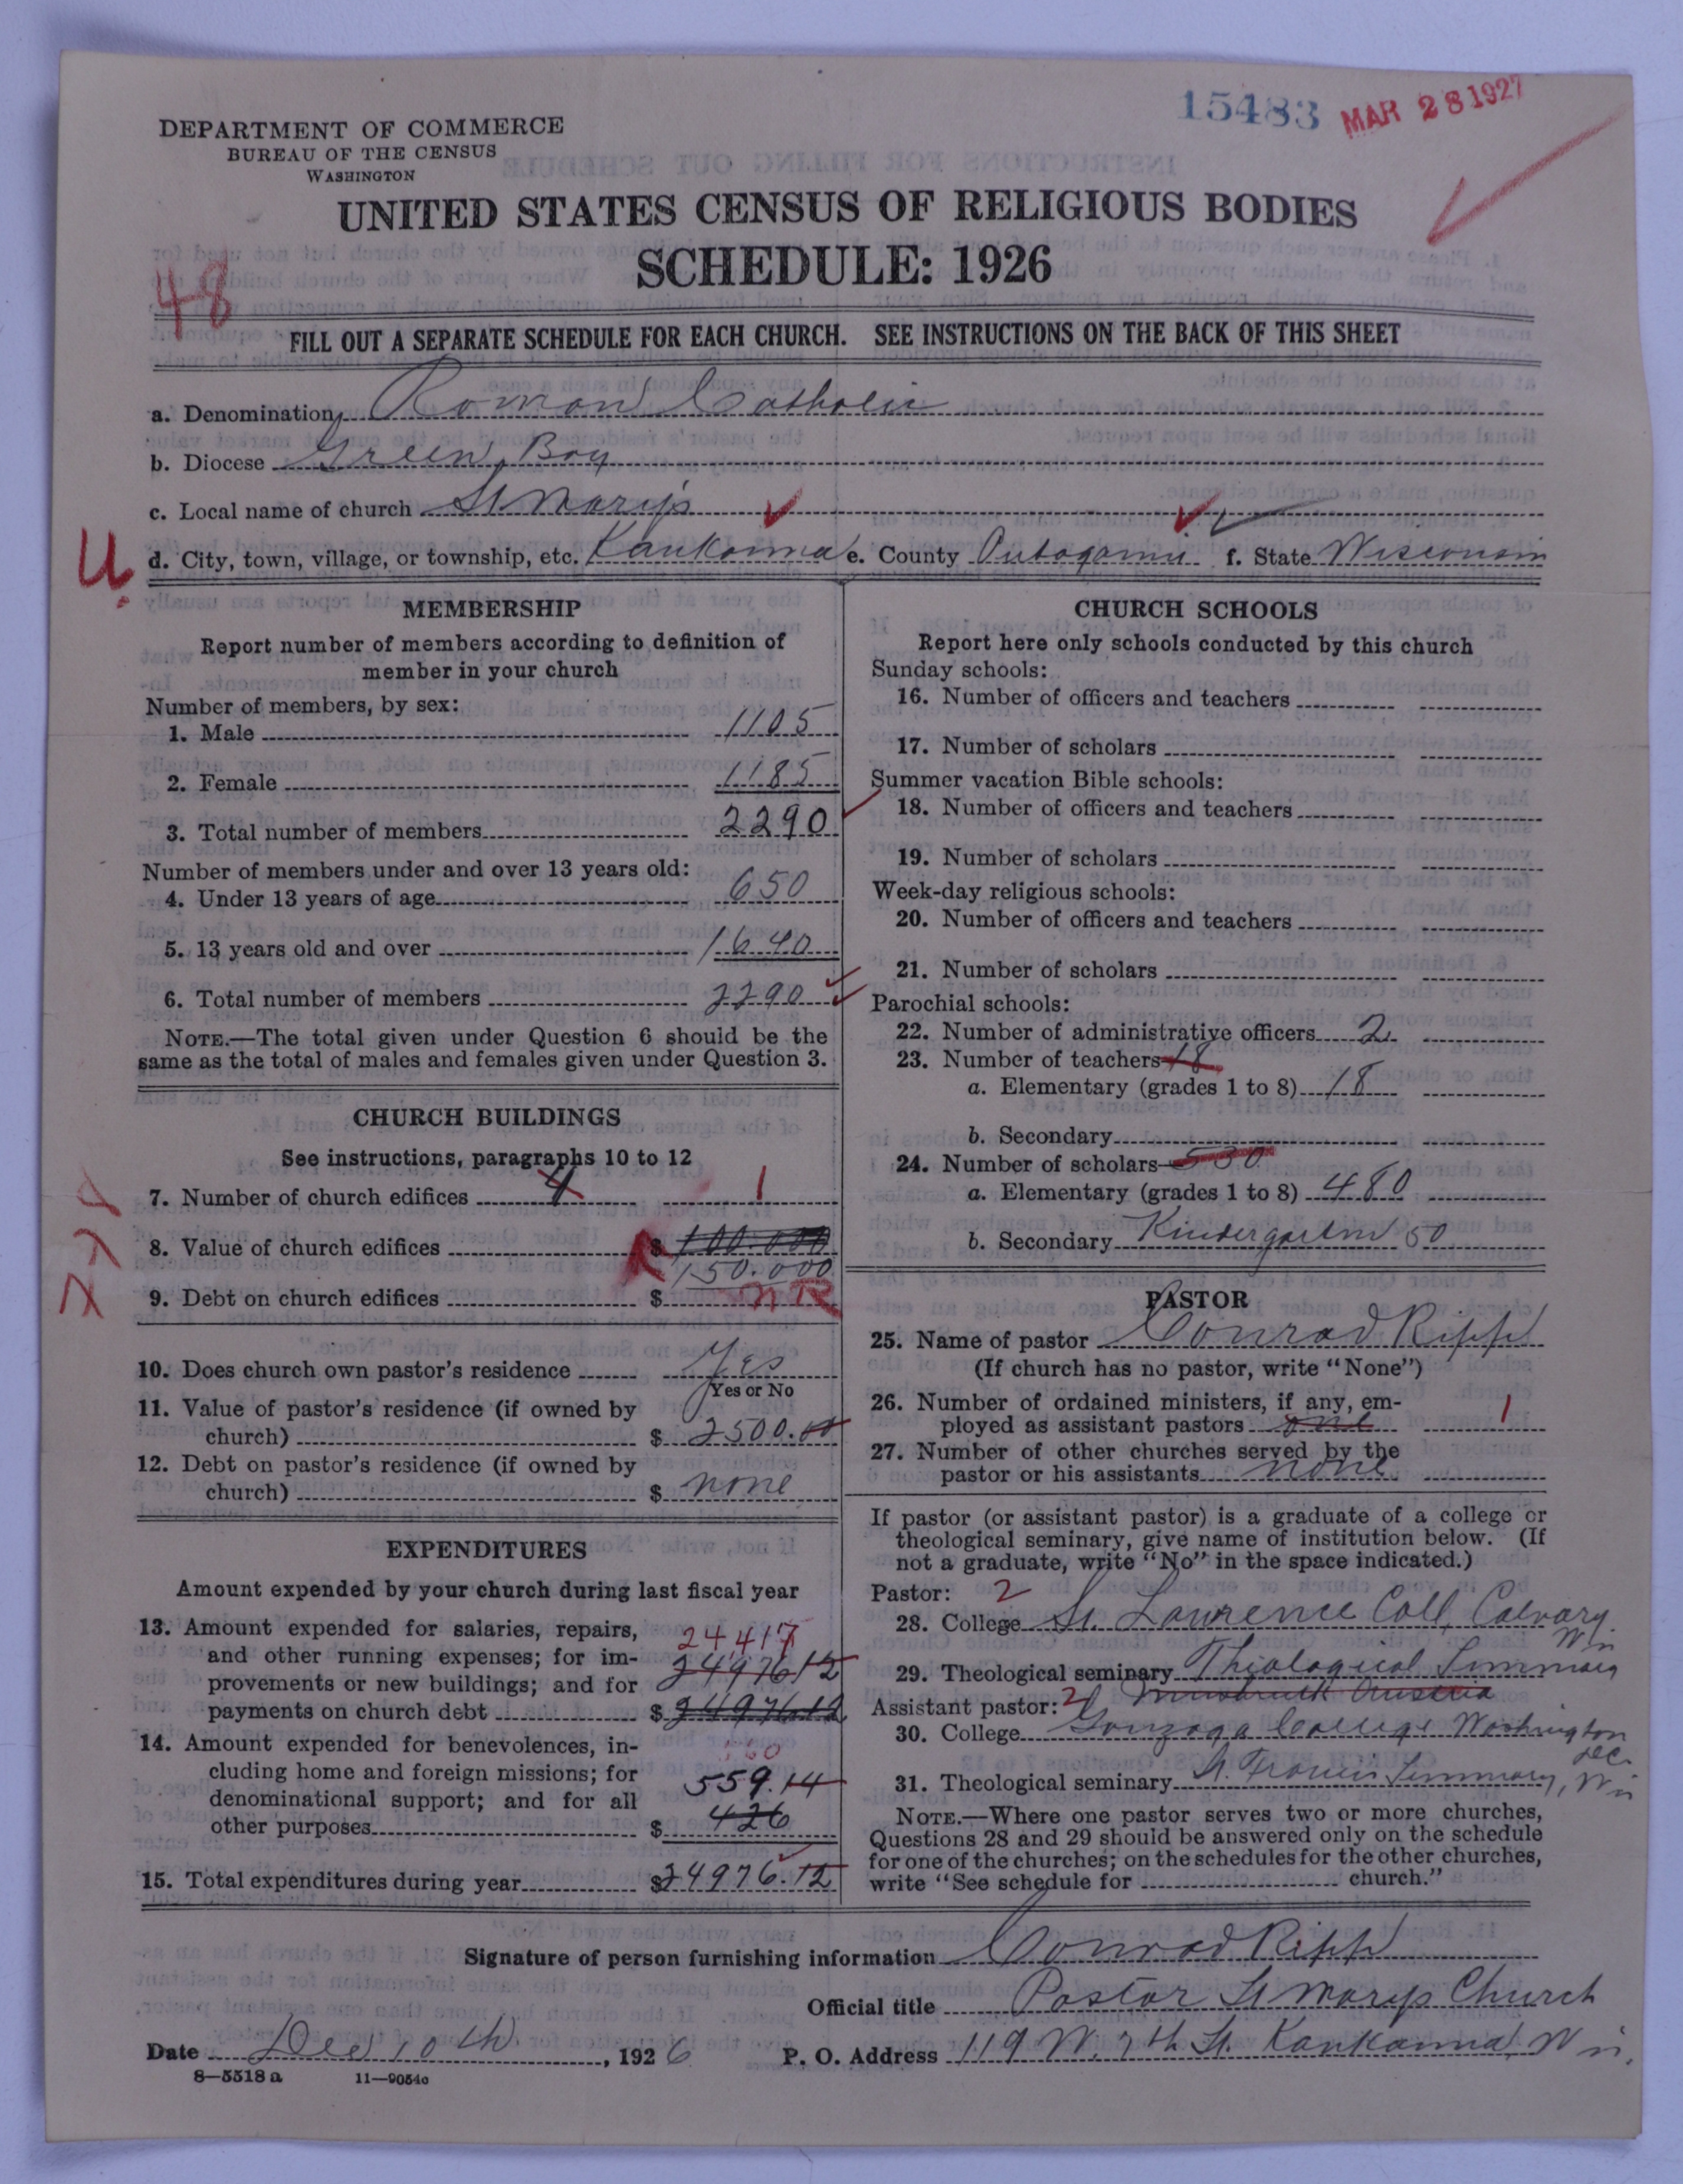 15483 MAR 28 1927
DEPARTMENT OF COMMERCE
BUREAU OF THE CENSUS
WASHINGTON
UNITED STATES CENSUS OF RELIGIOUS BODIES
SCHEDULE: 1926
48
FILL OUT A SEPARATE SCHEDULE FOR EACH CHURCH. SEE INSTRUCTIONS ON THE BACK OF THIS SHEET
a. Denomination Roman Catholic
b. Diocese Green Bay
c. Local name of church St Mary's
U. d. City, town, village, or township, etc. Kaukauna e. County Outagamie f. State Wisconsin
MEMBERSHIP
Report number of members according to definition of
member in your church
Number of members, by sex:
1. Male 1105
2. Female 1185
3. Total number of members 2290
Number of members under and over 13 years old:
4. Under 13 years of age 650
5. 13 years old and over 1640
6. Total number of members 2290
NOTE.—The total given under Question 6 should be the
same as the total of males and females given under Question 3.
CHURCH BUILDINGS
See instructions, paragraphs 10 to 12
7. Number of church edifices 1
8. Value of church edifices $ 100.000
150.000
9. Debt on church edifices $ NR
10. Does church own pastor's residence Yes
Yes or No
11. Value of pastor's residence (if owned by
church) $ 2500.00
12. Debt on pastor's residence (if owned by
church) $ none
EXPENDITURES
Amount expended by your church during last fiscal year
13. Amount expended for salaries, repairs, 24417
and other running expenses; for im- 24976 12
provements or new buildings; and for
payments on church debt $ 24976.12
14. Amount expended for benevolences, in-
cluding home and foreign missions; for 559.14
denominational support; and for all
other purposes $ 426
15. Total expenditures during year $24976.12
CHURCH SCHOOLS
Report here only schools conducted by this church
Sunday schools:
16. Number of officers and teachers
17. Number of scholars
Summer vacation Bible schools:
18. Number of officers and teachers
19. Number of scholars
Week-day religious schools:
20. Number of officers and teachers
21. Number of scholars
Parochial schools:
22. Number of administrative officers 2
23. Number of teachers 18
a. Elementary (grades 1 to 8) 18
b. Secondary
24. Number of scholars 530
a. Elementary (grades 1 to 8) 480
b. Secondary Kindergarten 50
PASTOR
25. Name of pastor Conrad Ripp
(If church has no pastor, write "None")
26. Number of ordained ministers, if any, em-
ployed as assistant pastors one 1
27. Number of other churches served by the
pastor or his assistants none
If pastor (or assistant pastor) is a graduate of a college or
theological seminary, give name of institution below. (If
not a graduate, write "No" in the space indicated.)
Pastor: 2
28. College St. Lawrence Coll, Calvary
Wis
29. Theological seminary Theological Seminary
Assistant pastor: 2 Innsbruck Austria
30. College Gonzaga College Washington
DC.
31. Theological seminary St. Francis Seminary, Wis
NOTE.—Where one pastor serves two or more churches,
Questions 28 and 29 should be answered only on the schedule
for one of the churches; on the schedules for the other churches,
write "See schedule for church."
Signature of person furnishing information Conrad Ripp
Official title Pastor St Marys Church
Date Dec 10th, 1926 P. O. Address 119 W. 7th St. Kaukauna, Wis.
8—5518 a 11—9054c